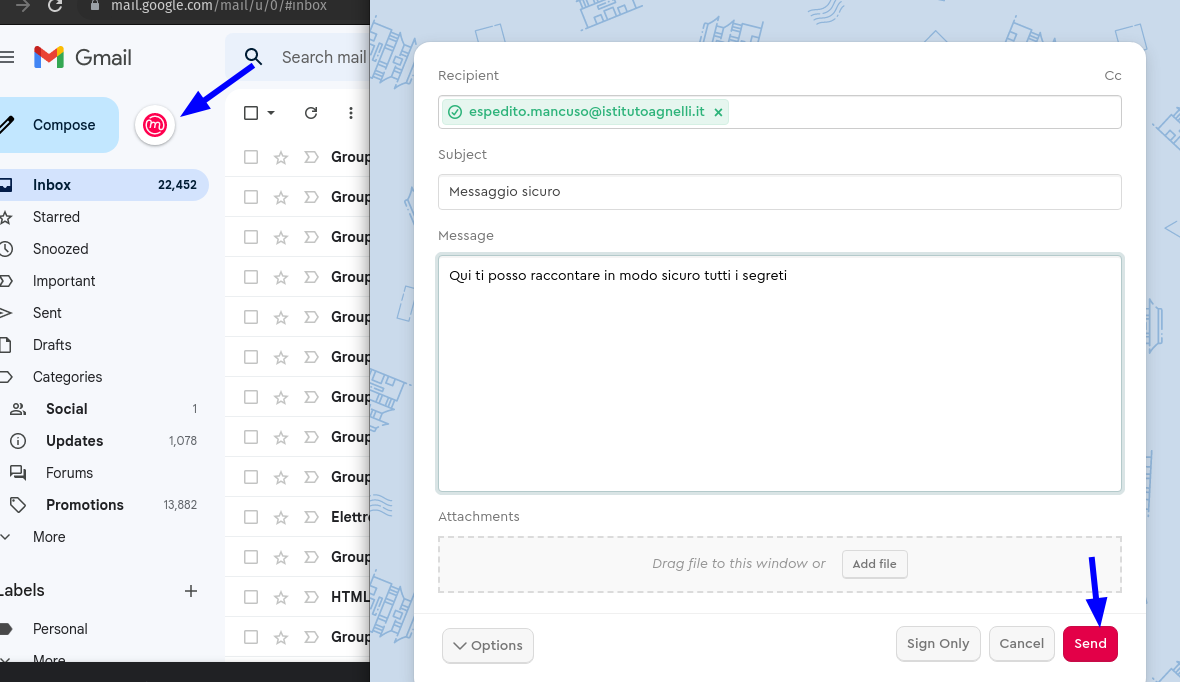 mail.google.com/mail/u/0/#inbox
Gmail
Search mail
Compose
Inbox 22,452
Starred
Snoozed
Important
Sent
Drafts
Categories
Social 1
Updates 1,078
Forums
Promotions 13,882
More
Labels
Personal
More
Group
Group
Group
Group
Group
Group
Group
Group
Group
Elettro
Group
HTML
Group
Recipient Cc
espedito.mancuso@istitutoagnelli.it ×
Subject
Messaggio sicuro
Message
Qui ti posso raccontare in modo sicuro tutti i segreti
Attachments
Drag file to this window or Add file
Options Sign Only Cancel Send